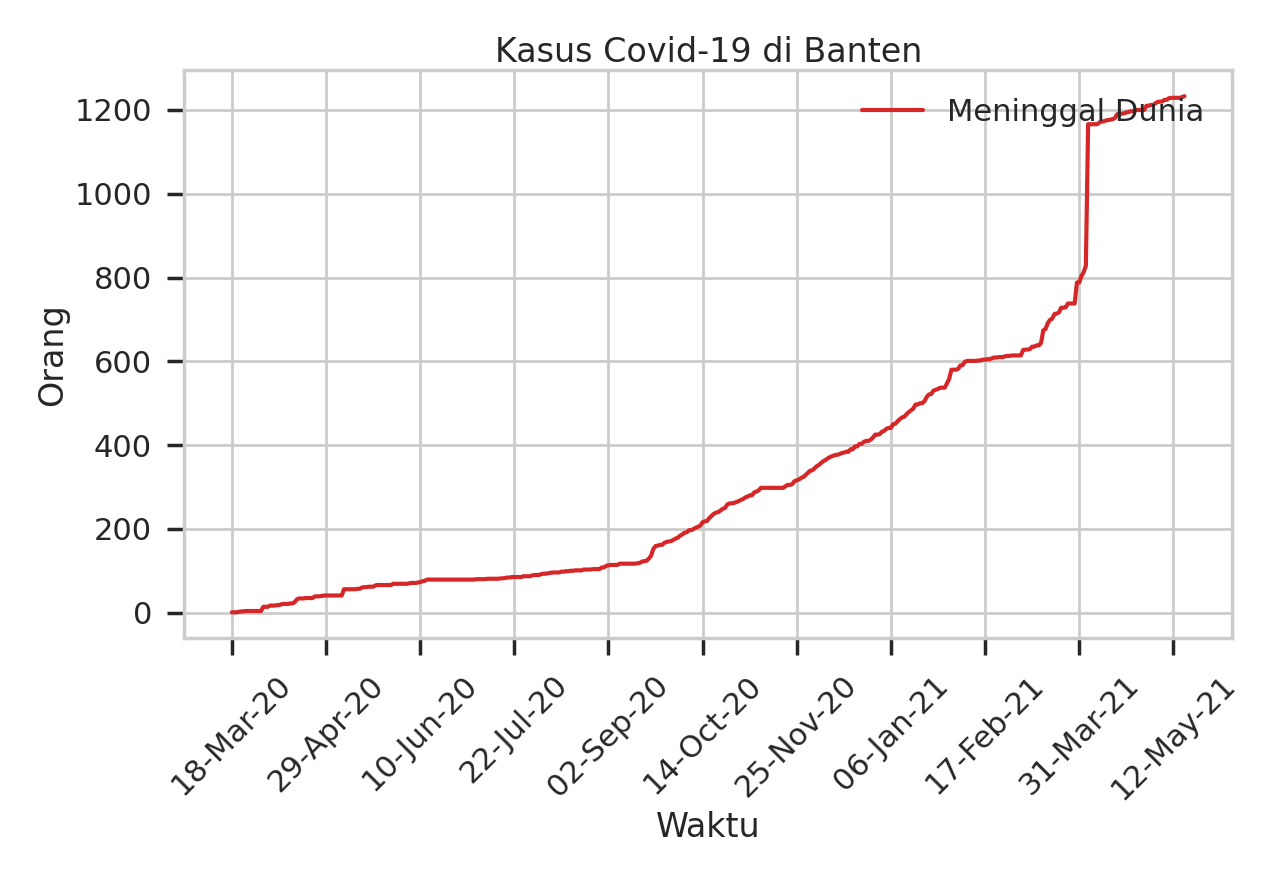 Kasus Covid-19 di Banten
Meninggal Dunia
Orang
1200
1000
800
600
400
200
0
18-Mar-20
29-Apr-20
10-Jun-20
22-Jul-20
02-Sep-20
14-Oct-20
25-Nov-20
06-Jan-21
17-Feb-21
31-Mar-21
12-May-21
Waktu